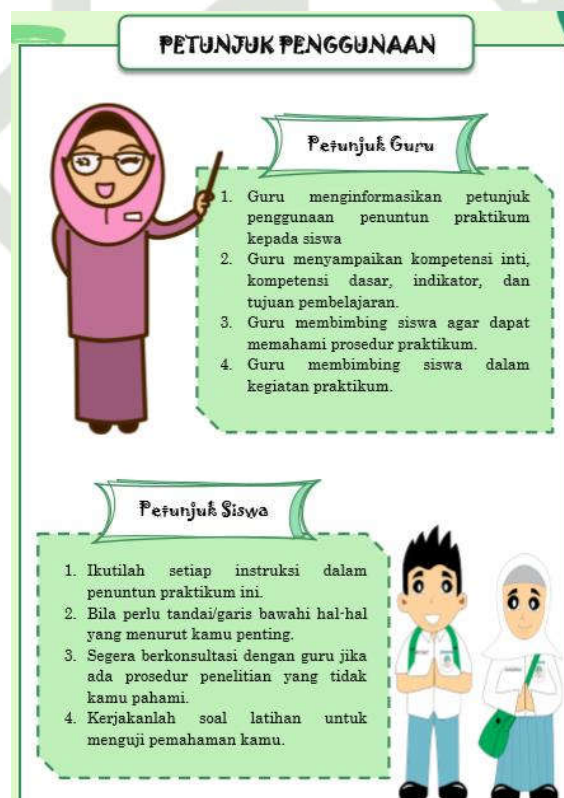 PETUNJUK PENGGUNAAN
Petunjuk Guru
1. Guru menginformasikan petunjuk
penggunaan penuntun praktikum
kepada siswa
2. Guru menyampaikan kompetensi inti,
kompetensi dasar, indikator, dan
tujuan pembelajaran.
3. Guru membimbing siswa agar dapat
memahami prosedur praktikum.
4. Guru membimbing siswa dalam
kegiatan praktikum.
Petunjuk Siswa
1. Ikutilah setiap instruksi dalam
penuntun praktikum ini.
2. Bila perlu tandai/garis bawahi hal-hal
yang menurut kamu penting.
3. Segera berkonsultasi dengan guru jika
ada prosedur penelitian yang tidak
kamu pahami.
4. Kerjakanlah soal latihan untuk
menguji pemahaman kamu.